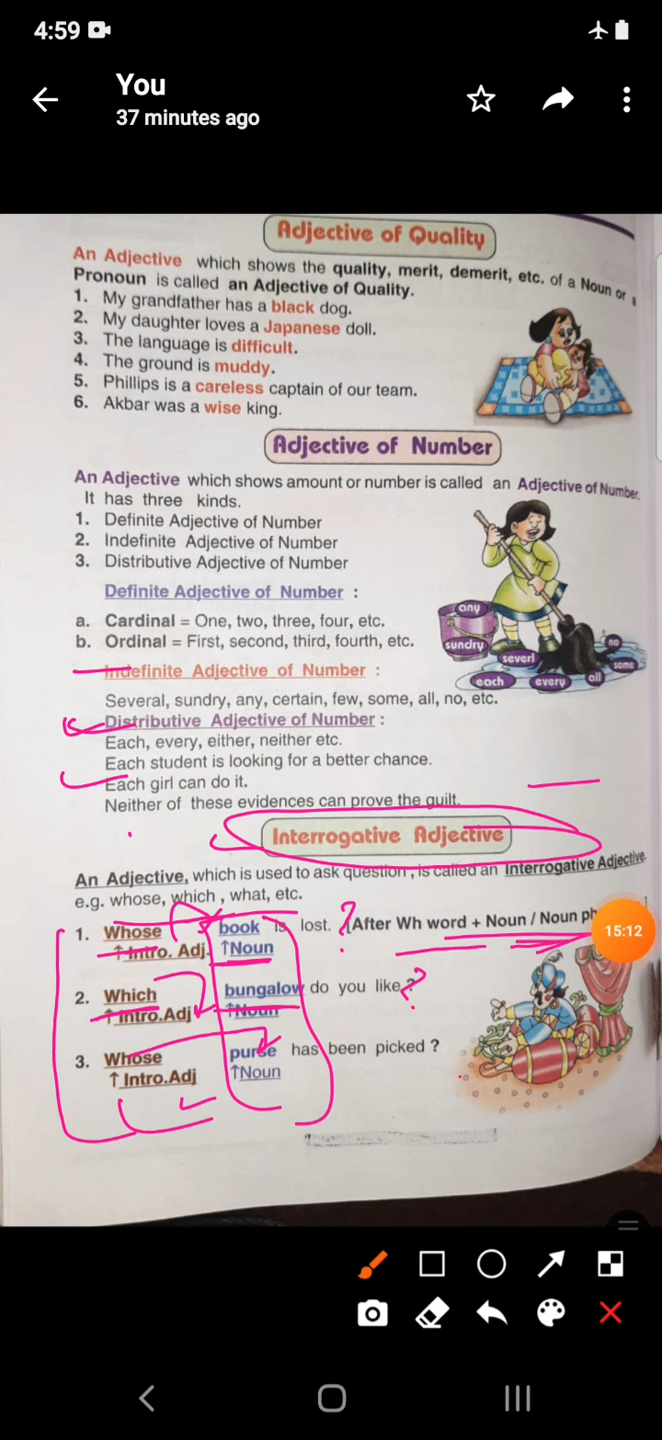 4:59
You
37 minutes ago
Adjective of Quality
An Adjective which shows the quality, merit, demerit, etc. of a Noun or a
Pronoun is called an Adjective of Quality.
1. My grandfather has a black dog.
2. My daughter loves a Japanese doll.
3. The language is difficult.
4. The ground is muddy.
5. Phillips is a careless captain of our team.
6. Akbar was a wise king.
Adjective of Number
An Adjective which shows amount or number is called an Adjective of Number.
It has three kinds.
1. Definite Adjective of Number
2. Indefinite Adjective of Number
3. Distributive Adjective of Number
Definite Adjective of Number :
a. Cardinal = One, two, three, four, etc.
b. Ordinal = First, second, third, fourth, etc.
any
sundry
severl
no
some
each
every
all
Indefinite Adjective of Number :
Several, sundry, any, certain, few, some, all, no, etc.
Distributive Adjective of Number :
Each, every, either, neither etc.
Each student is looking for a better chance.
Each girl can do it.
Neither of these evidences can prove the guilt.
Interrogative Adjective
An Adjective, which is used to ask question, is called an Interrogative Adjective.
e.g. whose, which , what, etc.
1. Whose book is lost. ? (After Wh word + Noun / Noun ph
15:12
↑ Intro. Adj. ↑Noun
2. Which bungalow do you like ?
↑ Intro.Adj ↑Noun
3. Whose purse has been picked ?
↑ Intro.Adj ↑Noun